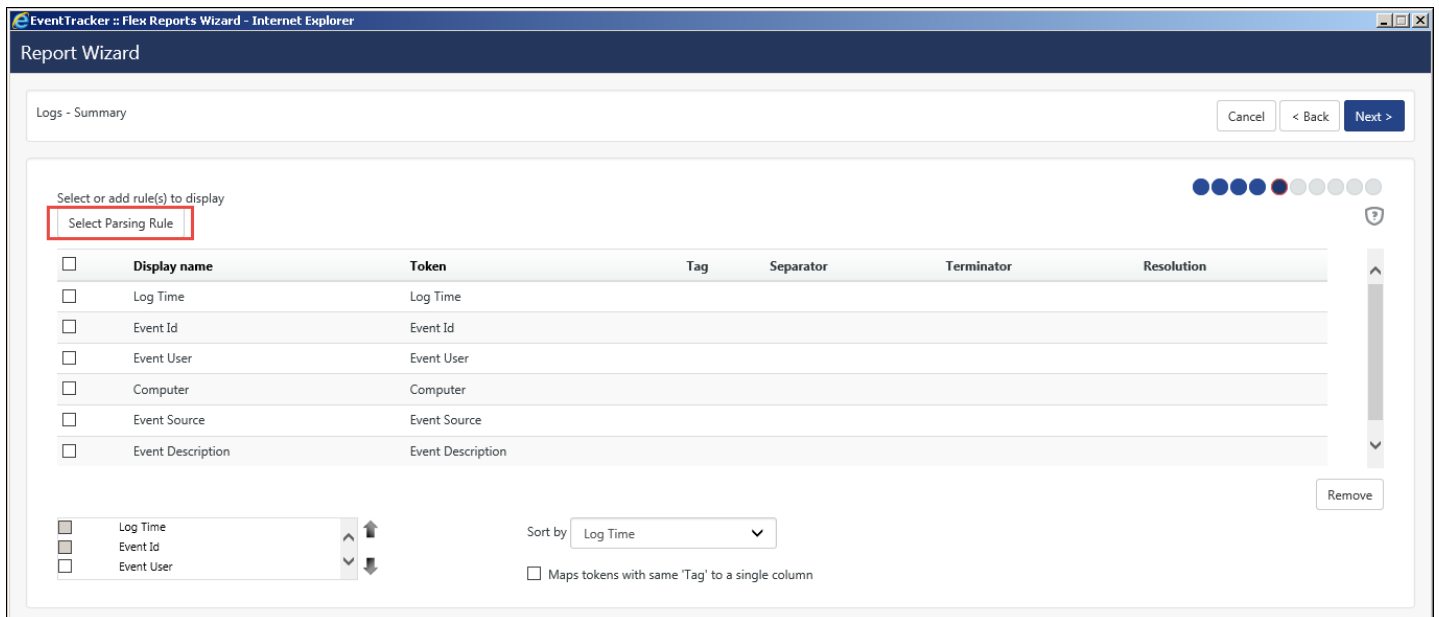 EventTracker :: Flex Reports Wizard - Internet Explorer
Report Wizard
Logs - Summary
Cancel < Back Next >
Select or add rule(s) to display
Select Parsing Rule
Display name Token Tag Separator Terminator Resolution
Log Time Log Time
Event Id Event Id
Event User Event User
Computer Computer
Event Source Event Source
Event Description Event Description
Remove
Log Time
Event Id
Event User
Sort by Log Time
Maps tokens with same 'Tag' to a single column